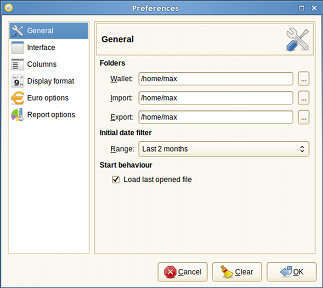 Preferences
General
Interface
Columns
Display format
Euro options
Report options
General
Folders
Wallet: /home/max ...
Import: /home/max ...
Export: /home/max ...
Initial date filter
Range: Last 2 months
Start behaviour
Load last opened file
Cancel Clear OK